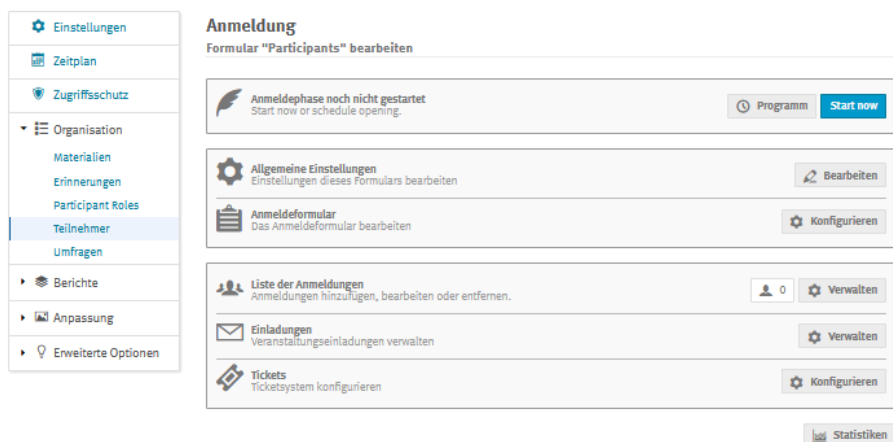 Einstellungen
Zeitplan
Zugriffsschutz
Organisation
Materialien
Erinnerungen
Participant Roles
Teilnehmer
Umfragen
Berichte
Anpassung
Erweiterte Optionen
Anmeldung
Formular "Participants" bearbeiten
Anmeldephase noch nicht gestartet
Start now or schedule opening.
Programm
Start now
Allgemeine Einstellungen
Einstellungen dieses Formulars bearbeiten
Bearbeiten
Anmeldeformular
Das Anmeldeformular bearbeiten
Konfigurieren
Liste der Anmeldungen
Anmeldungen hinzufügen, bearbeiten oder entfernen.
0
Verwalten
Einladungen
Veranstaltungseinladungen verwalten
Verwalten
Tickets
Ticketsystem konfigurieren
Konfigurieren
Statistiken